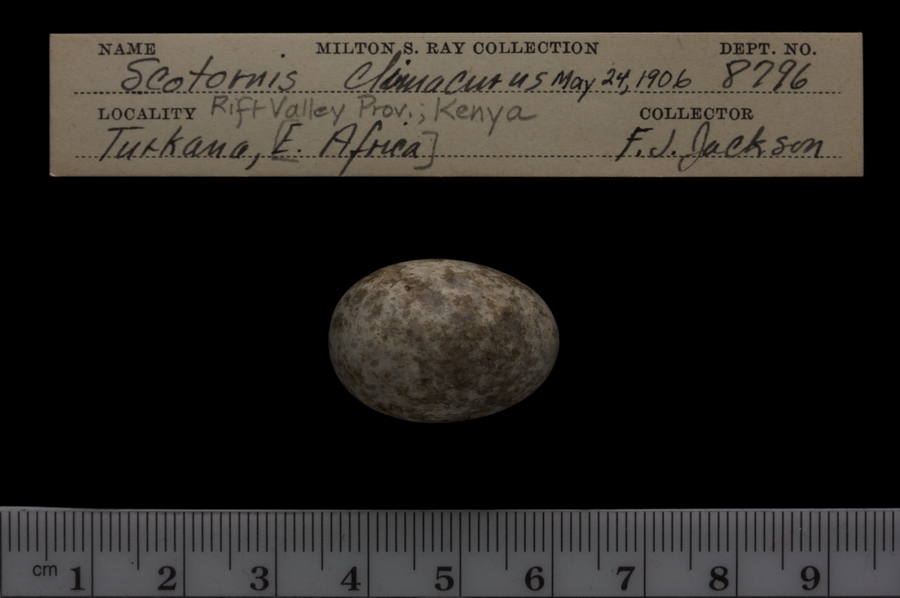 NAME MILTON S. RAY COLLECTION DEPT. NO.
Scotornis climacurus May 24, 1906 8796
LOCALITY Rift Valley Prov.; Kenya COLLECTOR
Turkana, [E. Africa] F. J. Jackson
cm 1 2 3 4 5 6 7 8 9